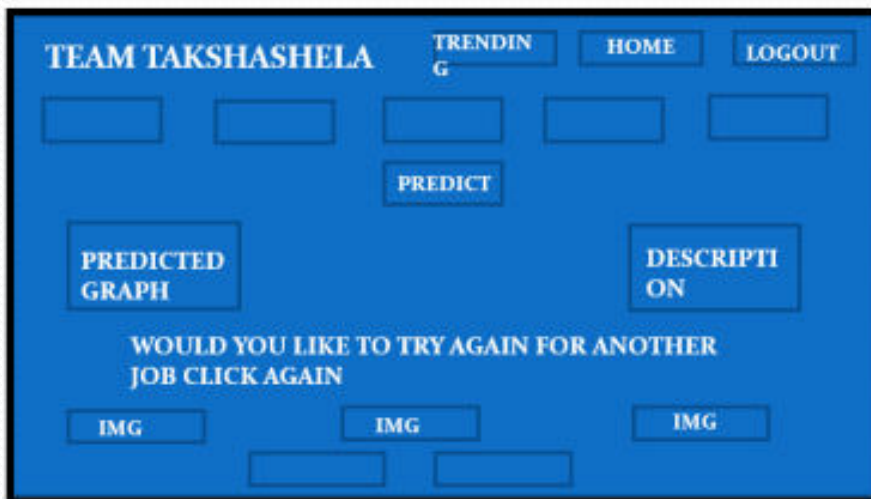 TEAM TAKSHASHELA
TRENDIN
G
HOME
LOGOUT
PREDICT
PREDICTED
GRAPH
DESCRIPTI
ON
WOULD YOU LIKE TO TRY AGAIN FOR ANOTHER
JOB CLICK AGAIN
IMG
IMG
IMG